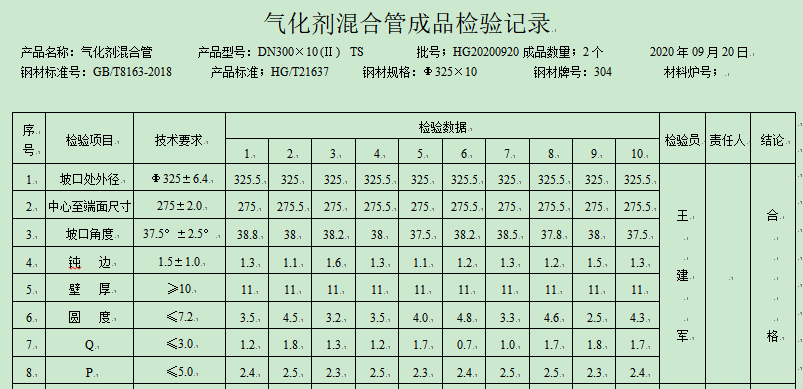 气化剂混合管成品检验记录
产品名称：气化剂混合管 产品型号：DN300×10(II) TS 批号；HG20200920 成品数量；2个 2020年09月20日
钢材标准号：GB/T8163-2018 产品标准；HG/T21637 钢材规格：Φ325×10 钢材牌号：304 材料炉号；
序号 检验项目 技术要求 检验数据 检验员 责任人 结论
1 2 3 4 5 6 7 8 9 10
1 坡口处外径 Φ325±6.4 325.5 325 325 325.5 325 325.5 325 325.5 325 325.5
2 中心至端面尺寸 275±2.0 275 275.5 275 275.5 275 275.5 275 275.5 275 275.5
3 坡口角度 37.5°±2.5° 38.8 38 38.2 38 37.5 38.2 38.5 37.8 38 37.5
4 钝 边 1.5±1.0 1.3 1.1 1.6 1.3 1.1 1.2 1.3 1.2 1.5 1.3
5 壁 厚 ≥10 11 11 11 11 11 11 11 11 11 11
6 圆 度 ≤7.2 3.5 4.5 3.2 3.5 4.0 4.8 3.3 4.6 2.5 4.3
7 Q ≤3.0 1.2 1.8 1.3 1.2 1.7 0.7 1.0 1.7 1.8 1.7
8 P ≤5.0 2.4 2.5 2.3 2.5 2.3 2.4 2.5 2.5 2.3 2.4
王建军
合格